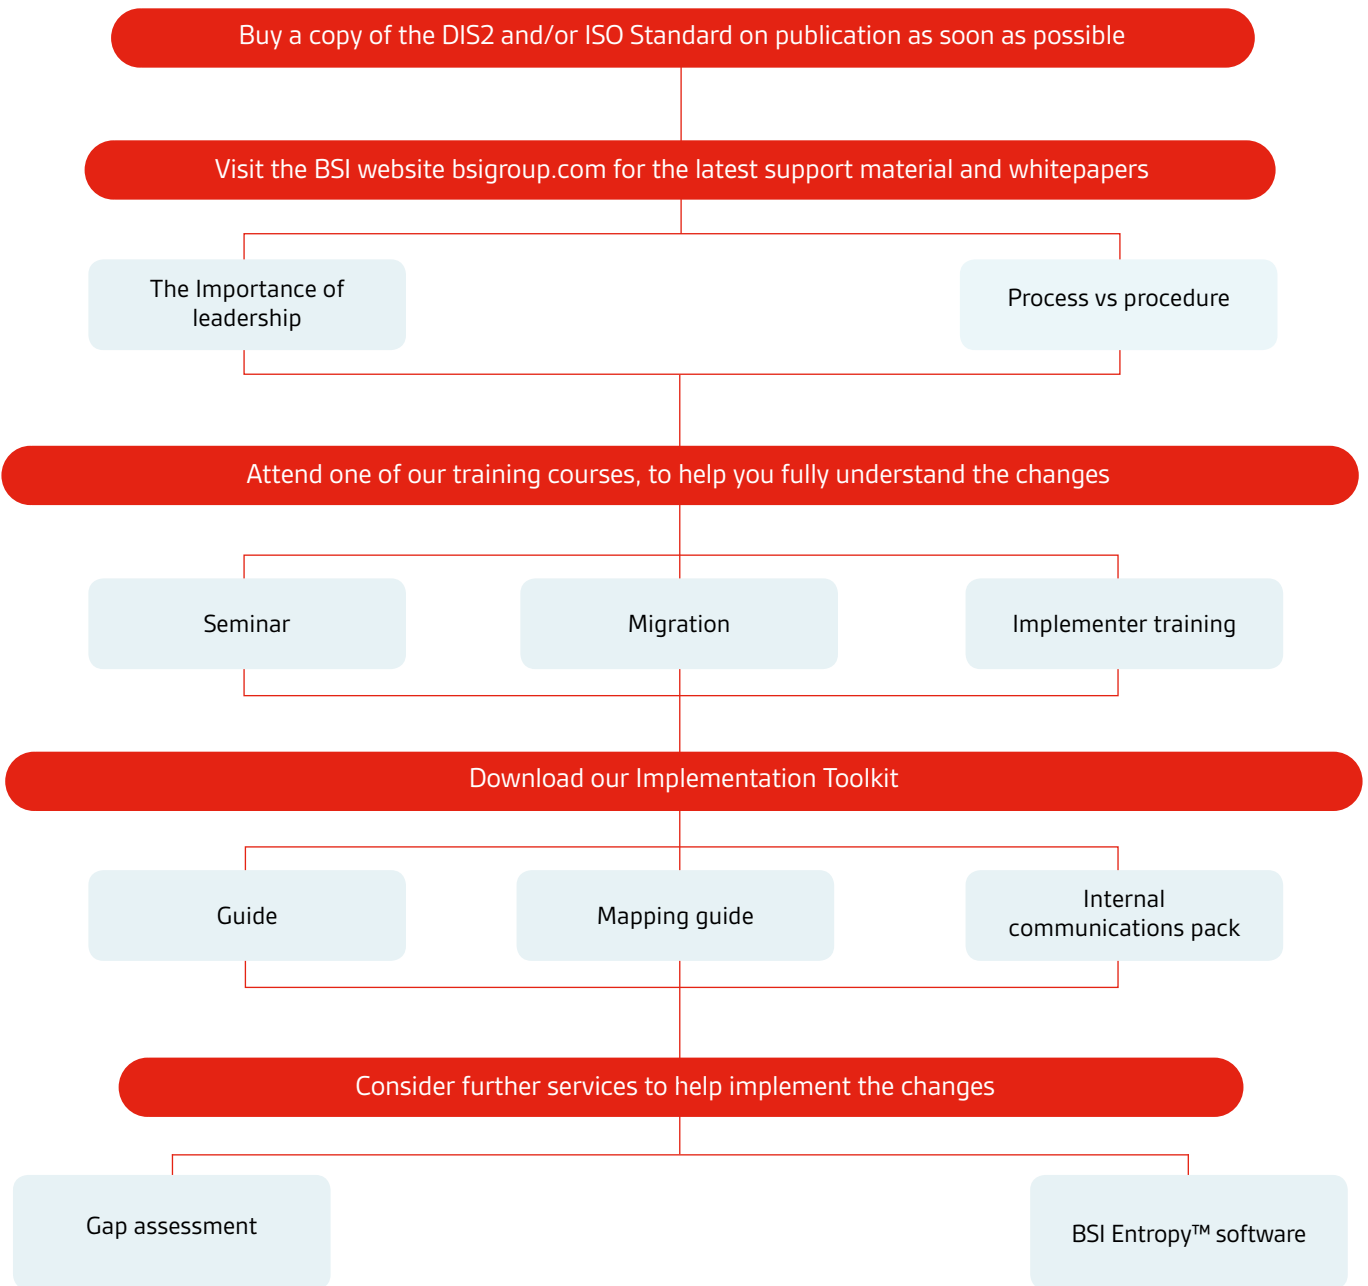 Buy a copy of the DIS2 and/or ISO Standard on publication as soon as possible
Visit the BSI website bsigroup.com for the latest support material and whitepapers
The Importance of
leadership
Process vs procedure
Attend one of our training courses, to help you fully understand the changes
Seminar
Migration
Implementer training
Download our Implementation Toolkit
Guide
Mapping guide
Internal
communications pack
Consider further services to help implement the changes
Gap assessment
BSI Entropy™ software